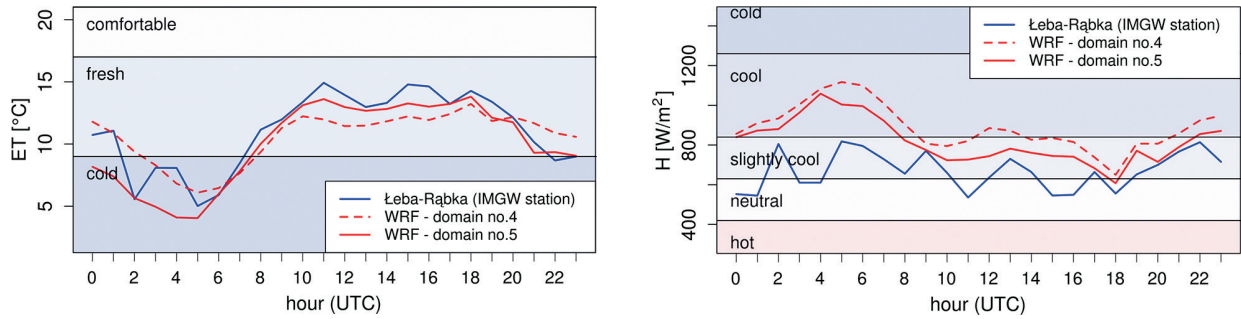 20
15
10
5
ET [°C]
comfortable
fresh
cold
Łeba-Rąbka (IMGW station)
WRF - domain no.4
WRF - domain no.5
0 2 4 6 8 10 12 14 16 18 20 22
hour (UTC)
1200
800
400
H [W/m²]
cold
cool
slightly cool
neutral
hot
Łeba-Rąbka (IMGW station)
WRF - domain no.4
WRF - domain no.5
0 2 4 6 8 10 12 14 16 18 20 22
hour (UTC)